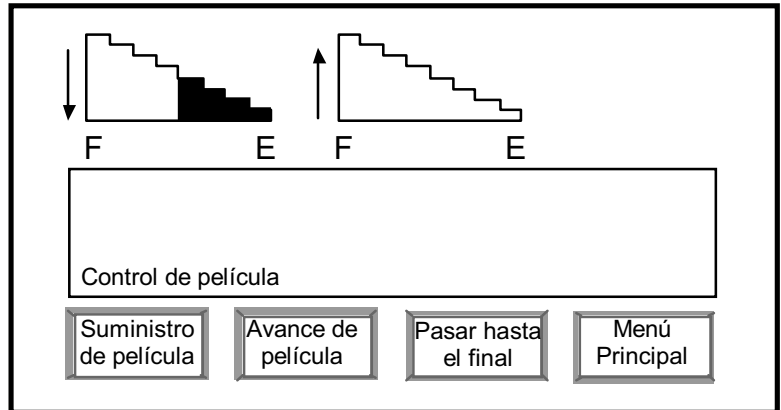 F E F E
Control de película
Suministro
de película
Avance de
película
Pasar hasta
el final
Menú
Principal